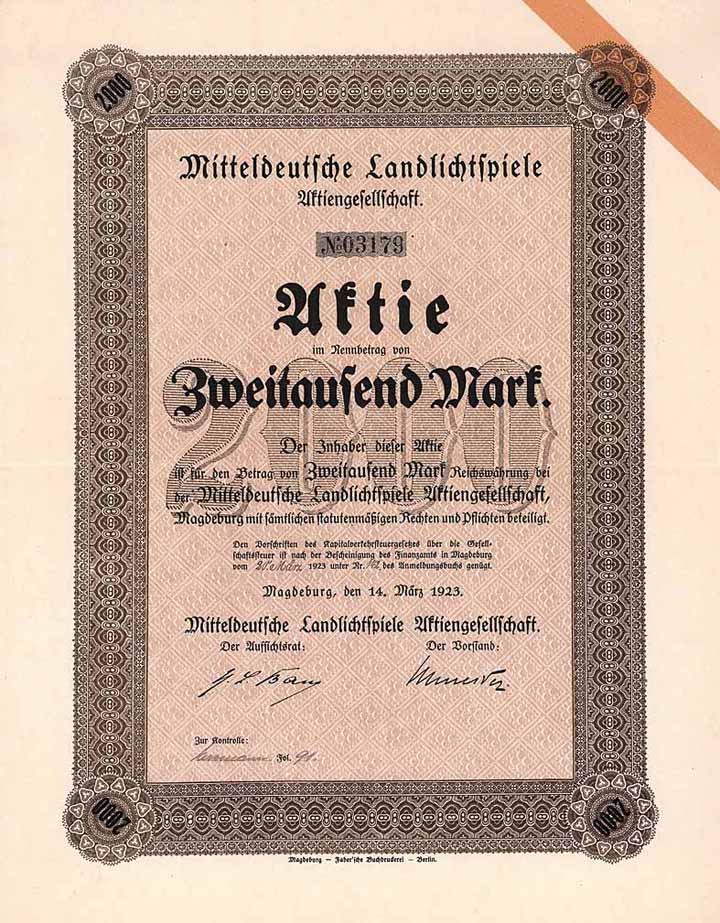 2000
2000
Mitteldeutsche Landlichtspiele
Aktiengesellschaft.
№ 03179
Aktie
im Nennbetrag von
2000
Zweitausend Mark.
Der Inhaber dieser Aktie
ist für den Betrag von Zweitausend Mark Reichswährung bei
der Mitteldeutsche Landlichtspiele Aktiengesellschaft,
Magdeburg mit sämtlichen statutenmäßigen Rechten und Pflichten beteiligt.
Den Vorschriften des Kapitalverkehrsteuergesetzes über die Gesell-
schaftssteuer ist nach der Bescheinigung des Finanzamts in Magdeburg
vom 20. März 1923 unter Nr. des Anmeldungsbuchs genügt.
Magdeburg, den 14. März 1923.
Mitteldeutsche Landlichtspiele Aktiengesellschaft.
Der Aufsichtsrat: Der Vorstand:
Zur Kontrolle:
Fol. 91.
2000
2000
Magdeburg — Faber'sche Buchdruckerei — Berlin.